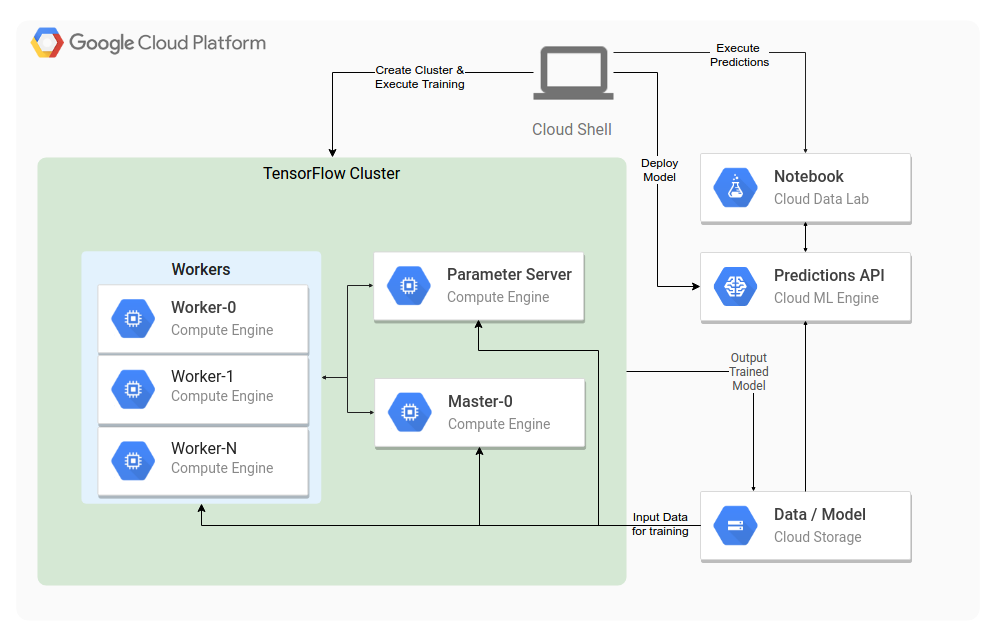 Google Cloud Platform
Execute
Predictions
Create Cluster &
Execute Training
Cloud Shell
TensorFlow Cluster
Deploy
Model
Notebook
Cloud Data Lab
Workers
Worker-0
Compute Engine
Worker-1
Compute Engine
Worker-N
Compute Engine
Parameter Server
Compute Engine
Master-0
Compute Engine
Predictions API
Cloud ML Engine
Output
Trained
Model
Input Data
for training
Data / Model
Cloud Storage